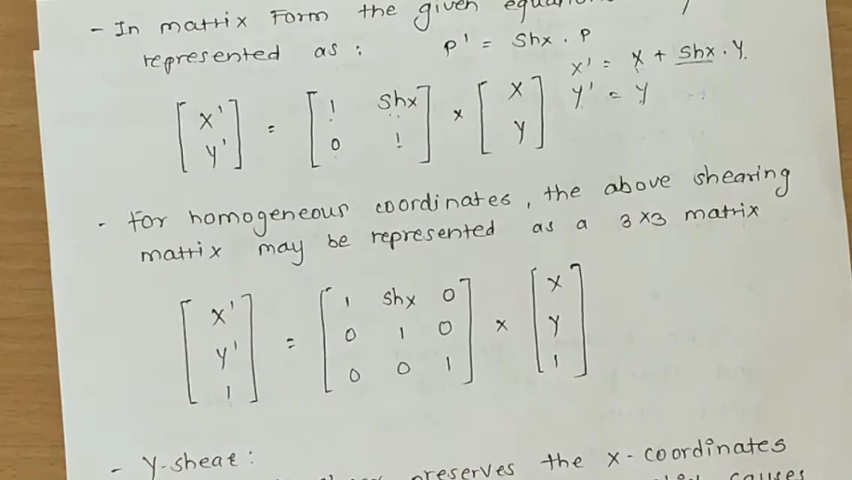 - In matrix Form the given equation
represented as : P' = Shx . P
x' = x + Shx . y
y' = y
[x' y'] = [1 Shx 0 1] x [x y]
- For homogeneous coordinates, the above shearing
matrix may be represented as a 3x3 matrix
[x' y' 1] = [1 Shx 0 0 1 0 0 0 1] x [x y 1]
- Y-shear :
preserves the x-coordinates
causes